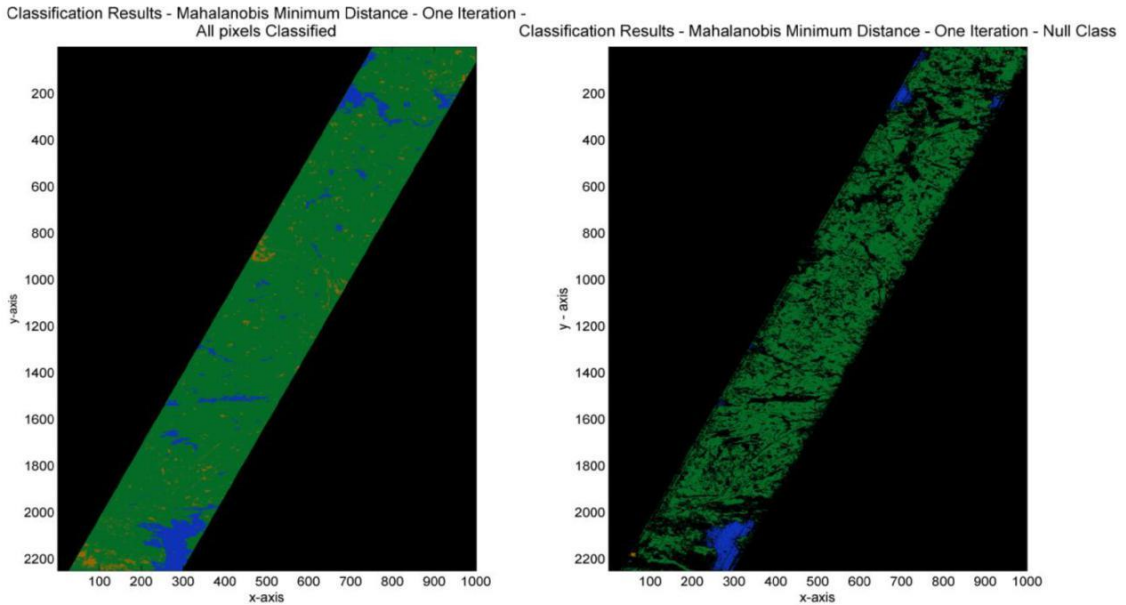 Classification Results - Mahalanobis Minimum Distance - One Iteration -
All pixels Classified
200
400
600
800
1000
1200
1400
1600
1800
2000
2200
y-axis
100 200 300 400 500 600 700 800 900 1000
x-axis
Classification Results - Mahalanobis Minimum Distance - One Iteration - Null Class
200
400
600
800
1000
1200
1400
1600
1800
2000
2200
y - axis
100 200 300 400 500 600 700 800 900 1000
x-axis